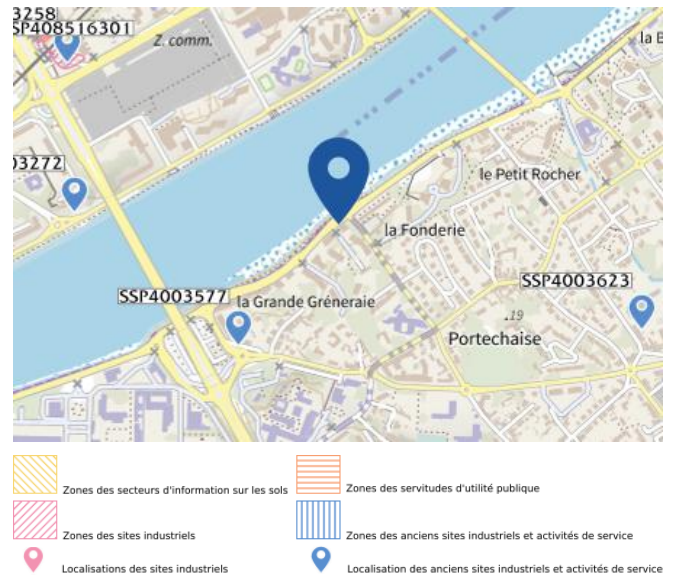 3258
SP408516301
Z. comm.
la B
03272
le Petit Rocher
la Fonderie
SSP4003623
SSP4003577
la Grande Gréneraie
.19
Portechaise
Zones des secteurs d'information sur les sols
Zones des servitudes d'utilité publique
Zones des sites industriels
Zones des anciens sites industriels et activités de service
Localisations des sites industriels
Localisation des anciens sites industriels et activités de service